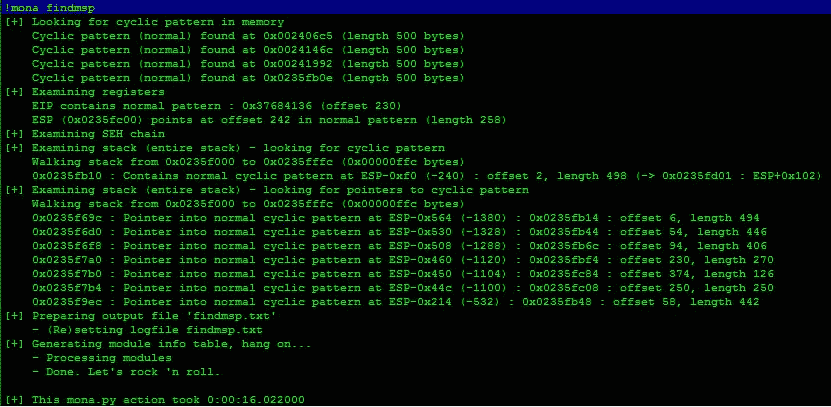 !mona findmsp
[+] Looking for cyclic pattern in memory
Cyclic pattern (normal) found at 0x002406c5 (length 500 bytes)
Cyclic pattern (normal) found at 0x0024146c (length 500 bytes)
Cyclic pattern (normal) found at 0x00241992 (length 500 bytes)
Cyclic pattern (normal) found at 0x0235fb0e (length 500 bytes)
[+] Examining registers
EIP contains normal pattern : 0x37684136 (offset 230)
ESP (0x0235fc00) points at offset 242 in normal pattern (length 258)
[+] Examining SEH chain
[+] Examining stack (entire stack) - looking for cyclic pattern
Walking stack from 0x0235f000 to 0x0235fffc (0x00000ffc bytes)
0x0235fb10 : Contains normal cyclic pattern at ESP-0xf0 (-240) : offset 2, length 498 (-> 0x0235fd01 : ESP+0x102)
[+] Examining stack (entire stack) - looking for pointers to cyclic pattern
Walking stack from 0x0235f000 to 0x0235fffc (0x00000ffc bytes)
0x0235f69c : Pointer into normal cyclic pattern at ESP-0x564 (-1380) : 0x0235fb14 : offset 6, length 494
0x0235f6d0 : Pointer into normal cyclic pattern at ESP-0x530 (-1328) : 0x0235fb44 : offset 54, length 446
0x0235f6f8 : Pointer into normal cyclic pattern at ESP-0x508 (-1288) : 0x0235fb6c : offset 94, length 406
0x0235f7a0 : Pointer into normal cyclic pattern at ESP-0x460 (-1120) : 0x0235fbf4 : offset 230, length 270
0x0235f7b0 : Pointer into normal cyclic pattern at ESP-0x450 (-1104) : 0x0235fc84 : offset 374, length 126
0x0235f7b4 : Pointer into normal cyclic pattern at ESP-0x44c (-1100) : 0x0235fc08 : offset 250, length 250
0x0235f9ec : Pointer into normal cyclic pattern at ESP-0x214 (-532) : 0x0235fb48 : offset 58, length 442
[+] Preparing output file 'findmsp.txt'
- (Re)setting logfile findmsp.txt
[+] Generating module info table, hang on...
- Processing modules
- Done. Let's rock 'n roll.
[+] This mona.py action took 0:00:16.022000